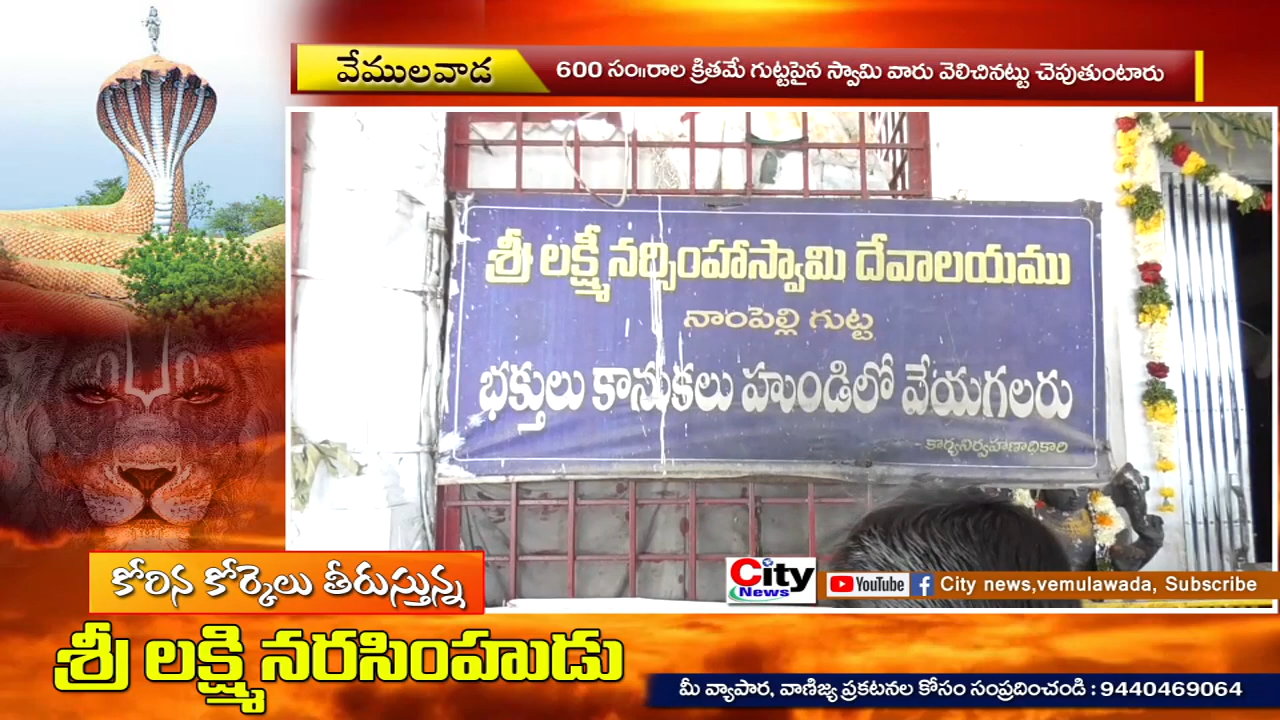 వేములవాడ
600 సం॥రాల క్రితమే గుట్టపైన స్వామి వారు వెలిచినట్టు చెపుతుంటారు
శ్రీ లక్ష్మీ నర్సింహాస్వామి దేవాలయము
నాంపెల్లి గుట్ట
భక్తులు కానుకలు హుండిలో వేయగలరు
కార్యనిర్వహణాధికారి
కోరిన కోర్కెలు తీరుస్తున్న
శ్రీ లక్ష్మి నరసింహుడు
City News
YouTube City news,vemulawada, Subscribe
మీ వ్యాపార, వాణిజ్య ప్రకటనల కోసం సంప్రదించండి : 9440469064